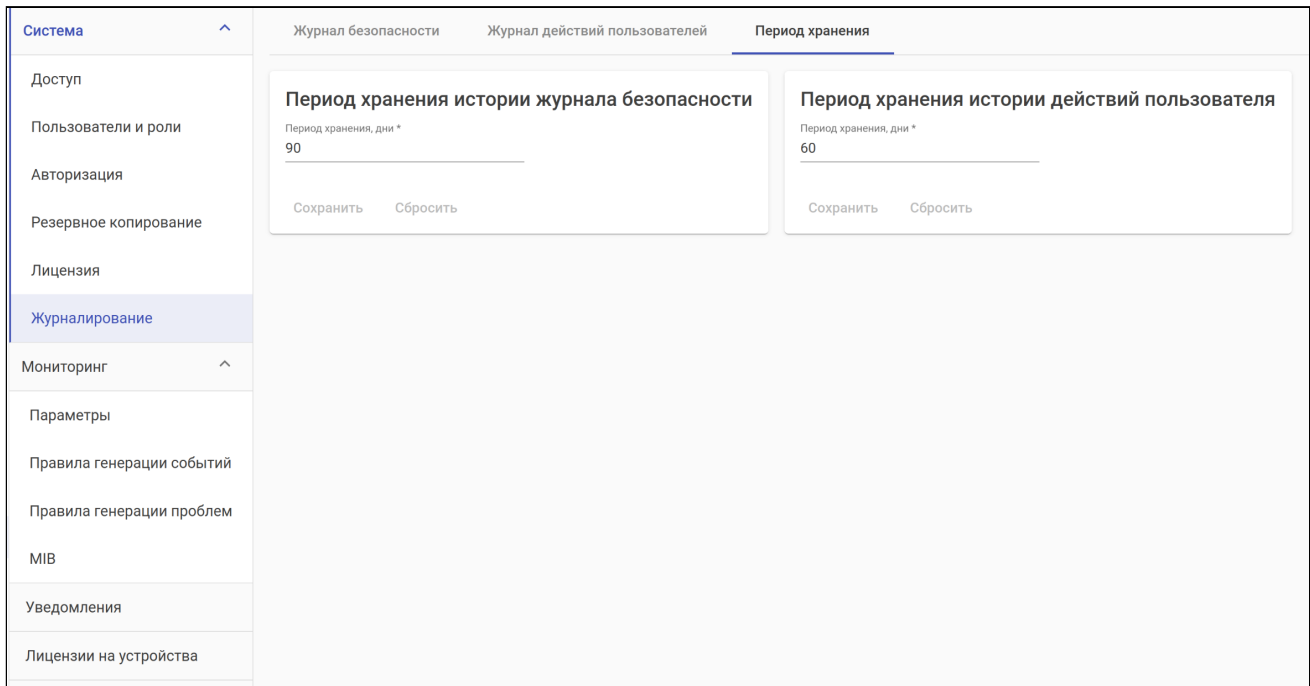 Система
Доступ
Пользователи и роли
Авторизация
Резервное копирование
Лицензия
Журналирование
Мониторинг
Параметры
Правила генерации событий
Правила генерации проблем
MIB
Уведомления
Лицензии на устройства
Журнал безопасности Журнал действий пользователей Период хранения
Период хранения истории журнала безопасности
Период хранения, дни *
90
Сохранить Сбросить
Период хранения истории действий пользователя
Период хранения, дни *
60
Сохранить Сбросить